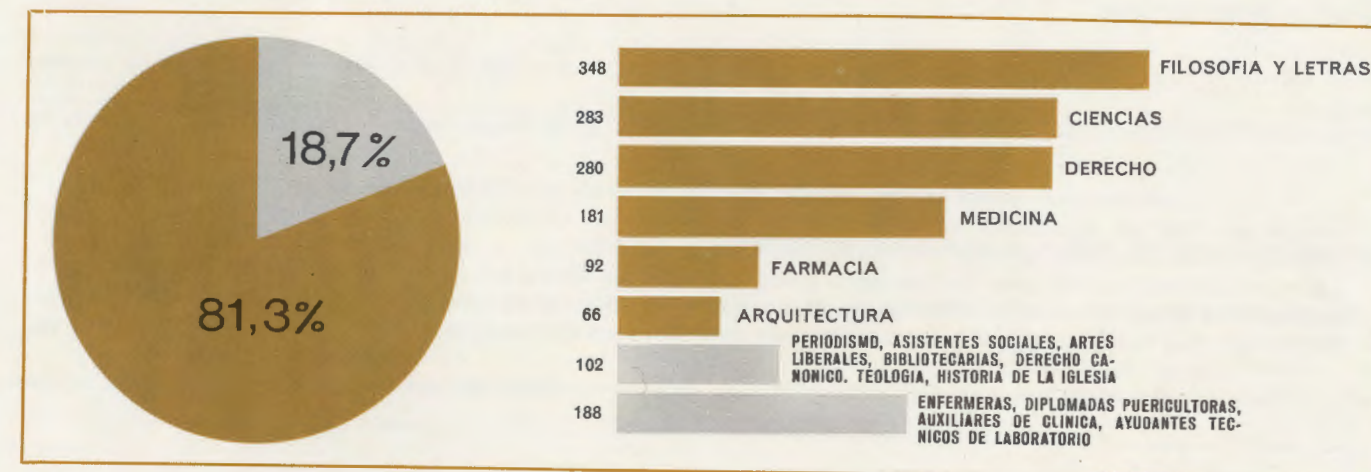 18,7%
81,3%
348 FILOSOFIA Y LETRAS
283 CIENCIAS
280 DERECHO
181 MEDICINA
92 FARMACIA
66 ARQUITECTURA
102 PERIODISMO, ASISTENTES SOCIALES, ARTES
LIBERALES, BIBLIOTECARIAS, DERECHO CA-
NONICO. TEOLOGIA, HISTORIA DE LA IGLESIA
188 ENFERMERAS, DIPLOMADAS PUERICULTORAS,
AUXILIARES DE CLINICA, AYUDANTES TEC-
NICOS DE LABORATORIO